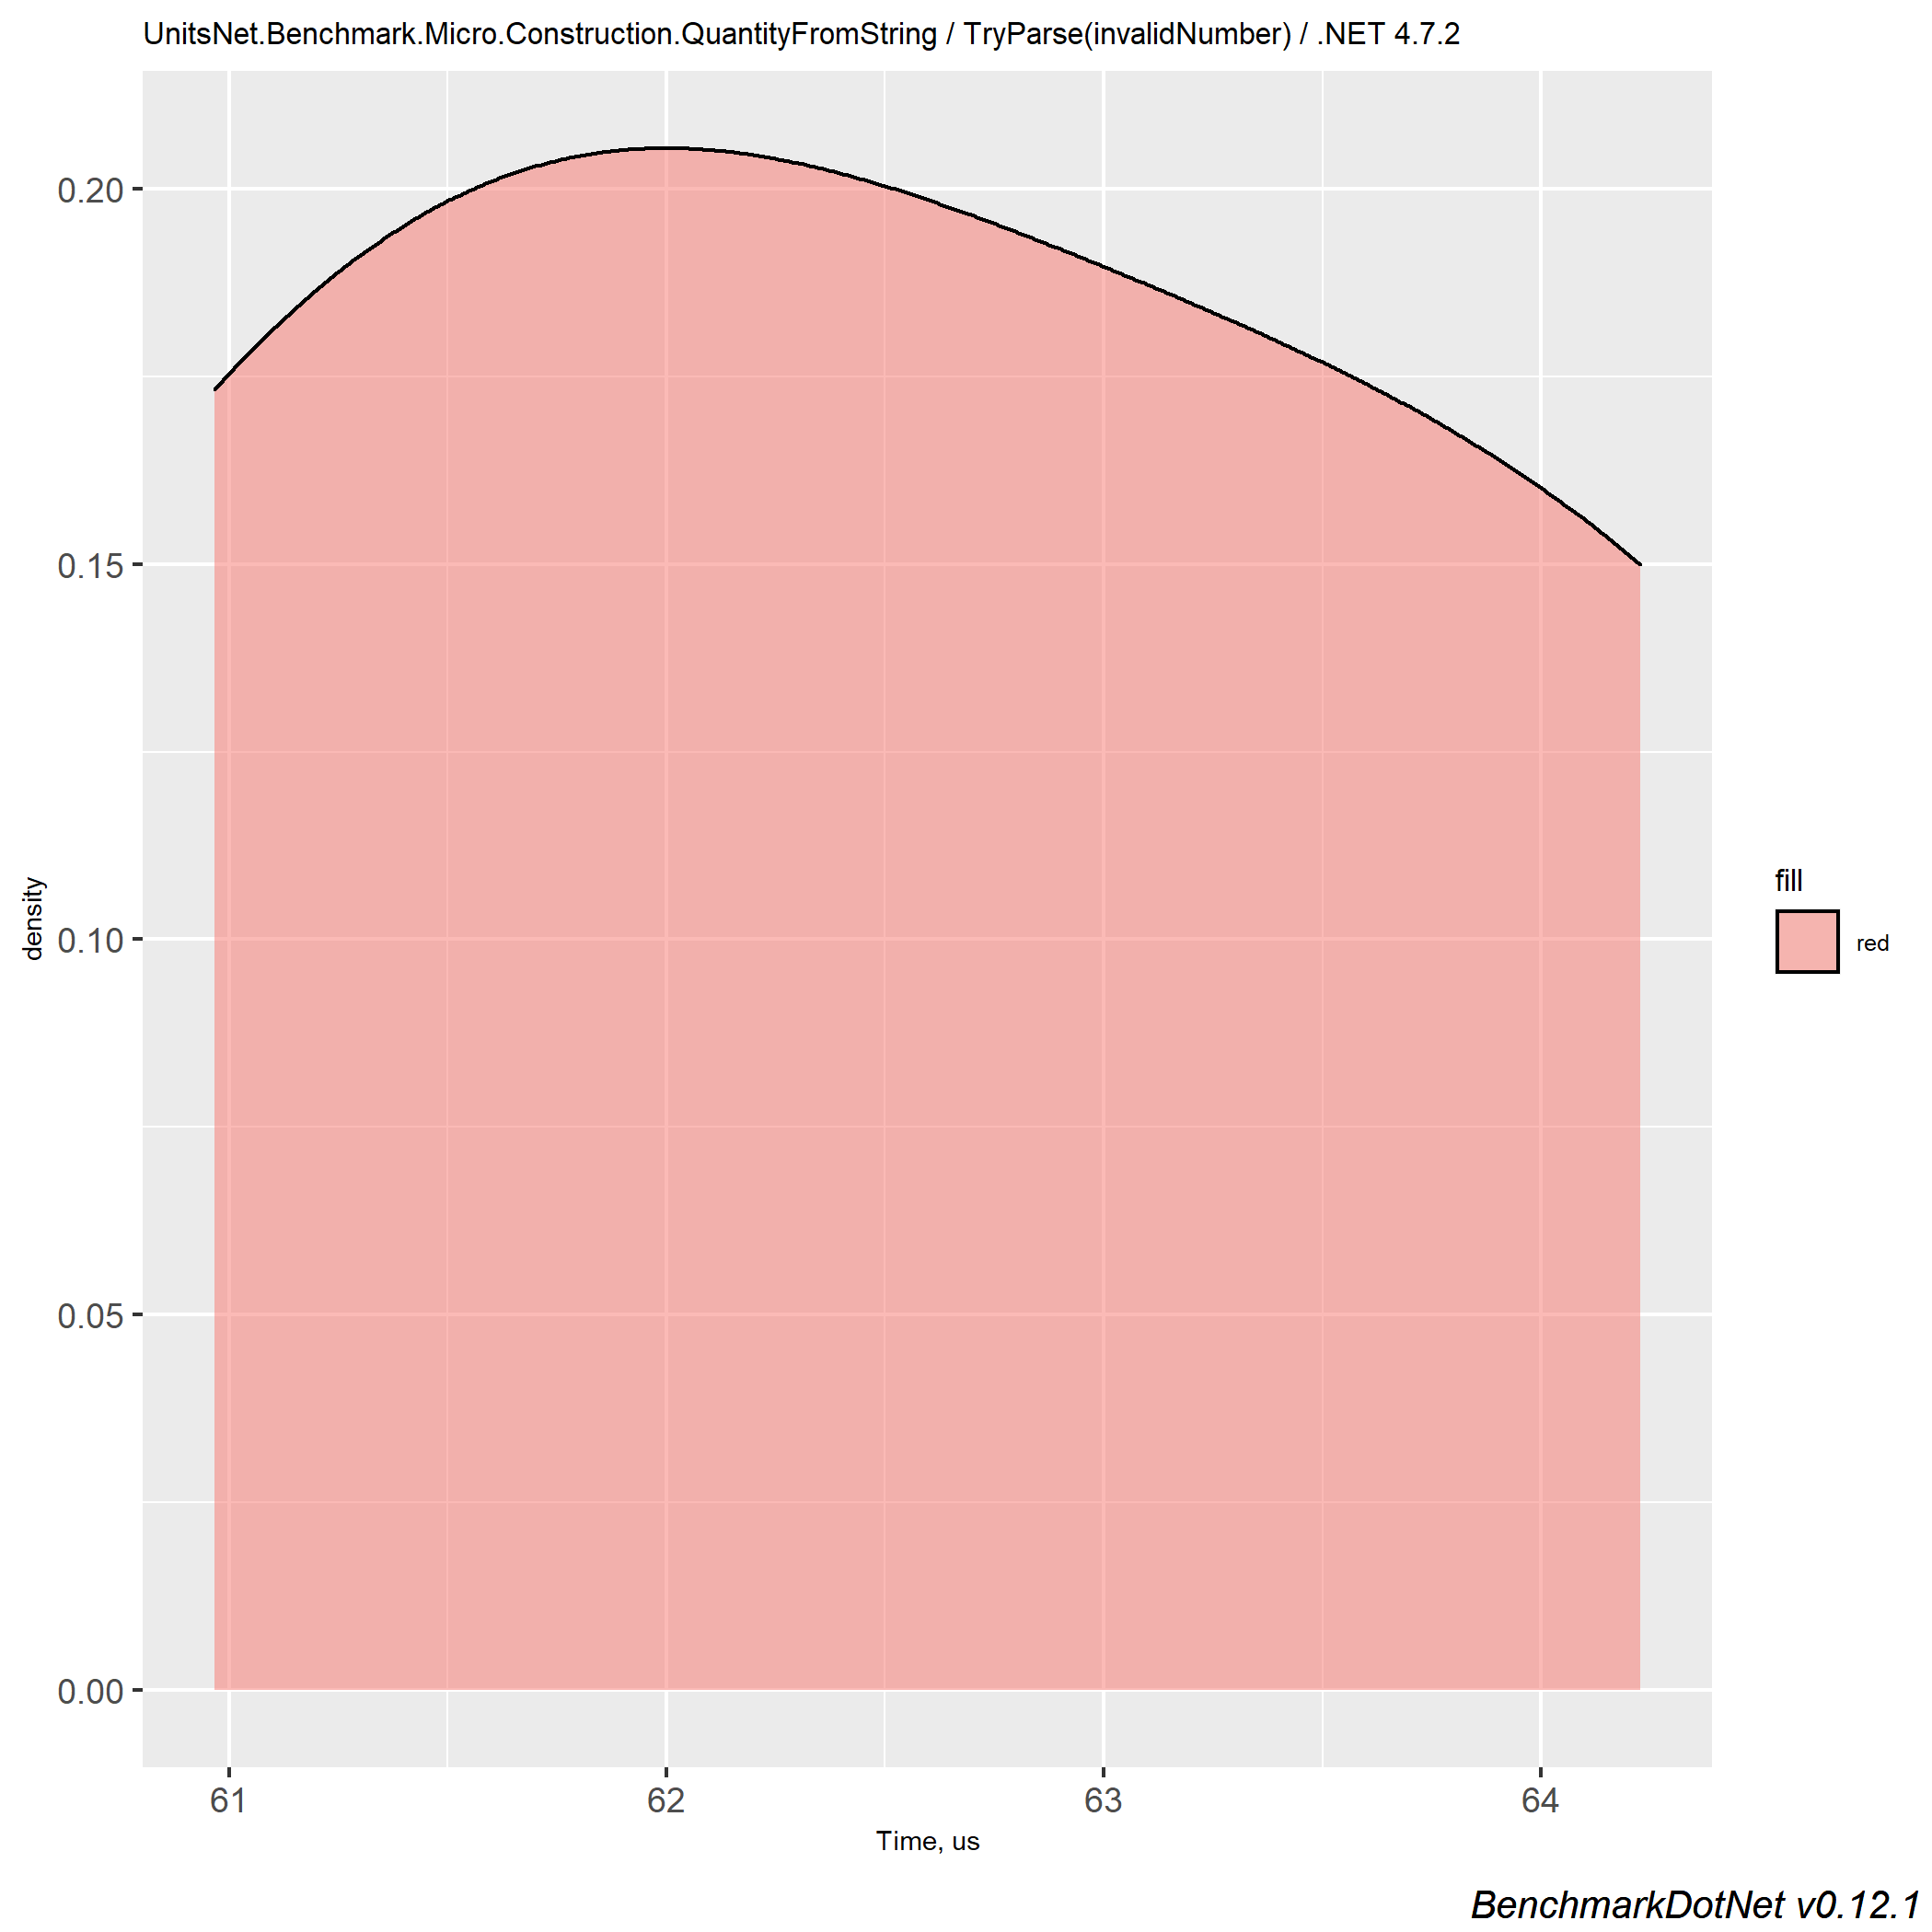 UnitsNet.Benchmark.Micro.Construction.QuantityFromString / TryParse(invalidNumber) / .NET 4.7.2
0.20
0.15
0.10
0.05
0.00
density
61 62 63 64
Time, us
fill
red
BenchmarkDotNet v0.12.1